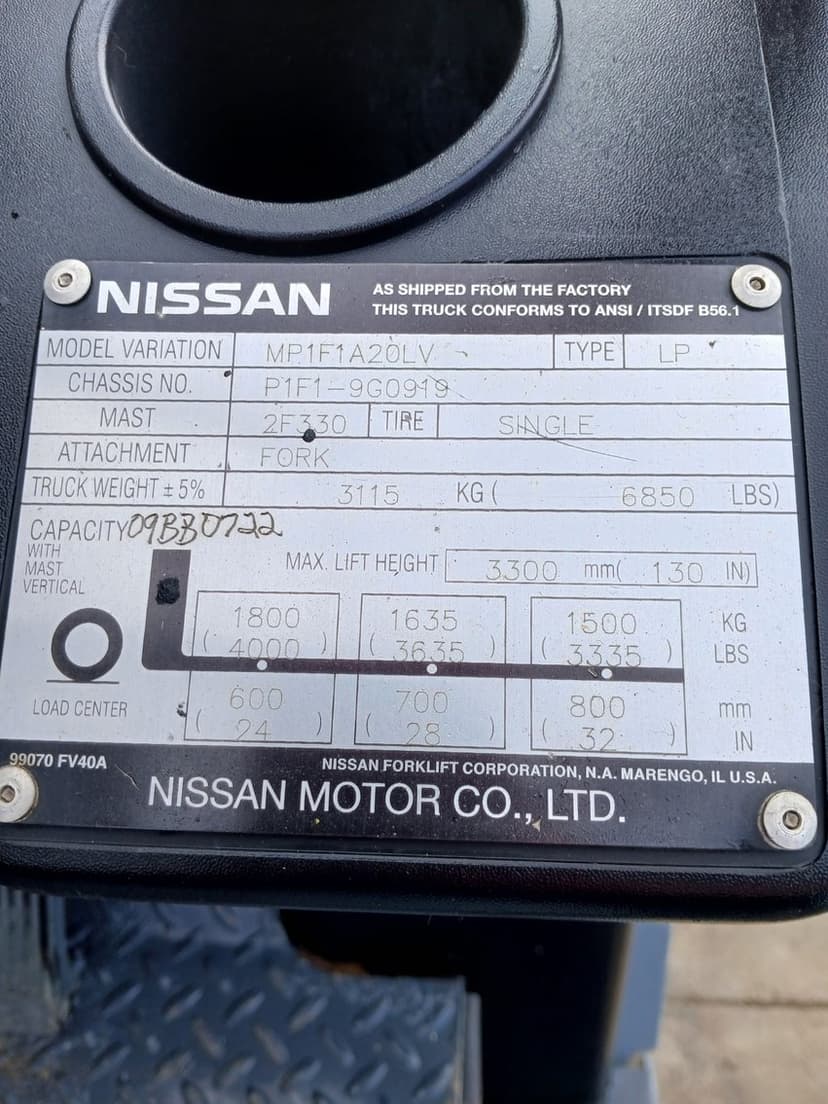 NISSAN
AS SHIPPED FROM THE FACTORY
THIS TRUCK CONFORMS TO ANSI / ITSDF B56.1
MODEL VARIATION MP1F1A20LV TYPE LP
CHASSIS NO. P1F1-9G0919
MAST 2F330 TIRE SINGLE
ATTACHMENT FORK
TRUCK WEIGHT ± 5% 3115 KG ( 6850 LBS)
CAPACITY 09BB0722
WITH
MAST
VERTICAL
MAX. LIFT HEIGHT 3300 mm( 130 IN)
1800 1635 1500 KG
( 4000 ) ( 3635 ) ( 3335 ) LBS
LOAD CENTER 600 700 800 mm
( 24 ) ( 28 ) ( 32 ) IN
99070 FV40A
NISSAN FORKLIFT CORPORATION, N.A. MARENGO, IL U.S.A.
NISSAN MOTOR CO., LTD.